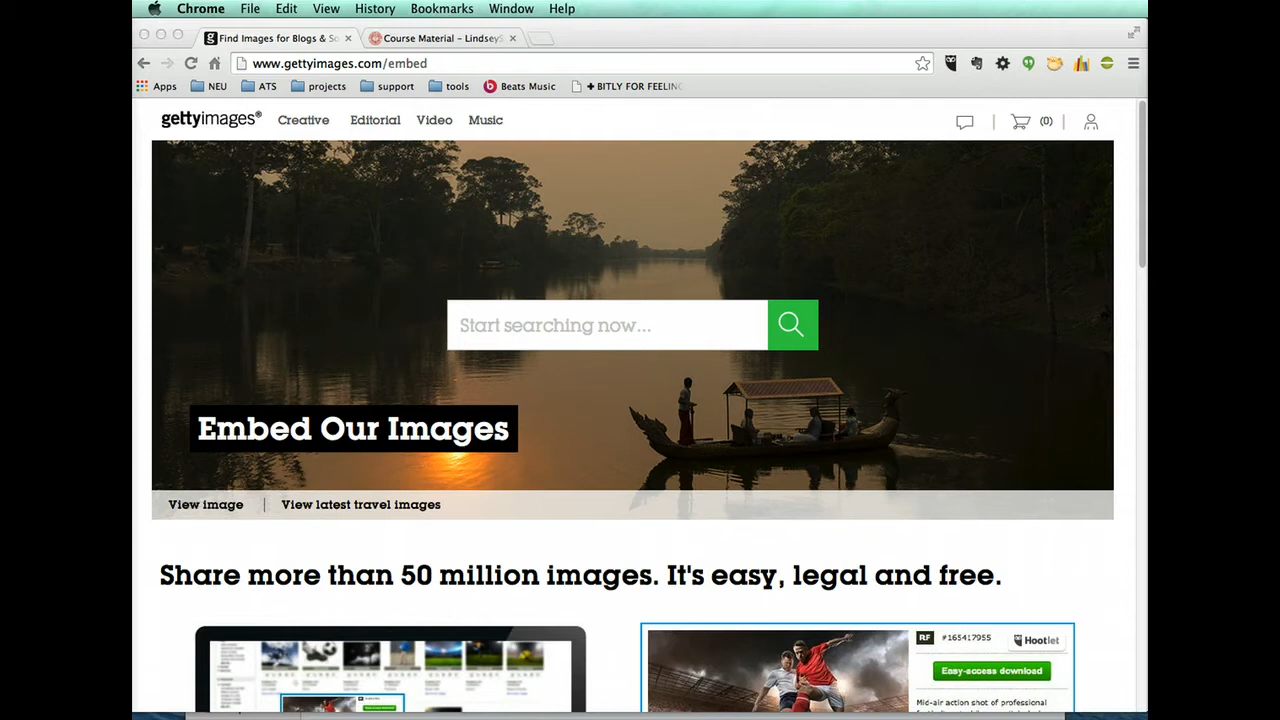 Chrome File Edit View History Bookmarks Window Help
Find Images for Blogs & So
Course Material – LindseyS
www.gettyimages.com/embed
Apps NEU ATS projects support tools Beats Music ✚ BITLY FOR FEELING
gettyimages® Creative Editorial Video Music (0)
Start searching now...
Embed Our Images
View image | View latest travel images
Share more than 50 million images. It's easy, legal and free.
RF #165417955 Hootlet
Easy-access download
Mid-air action shot of professional